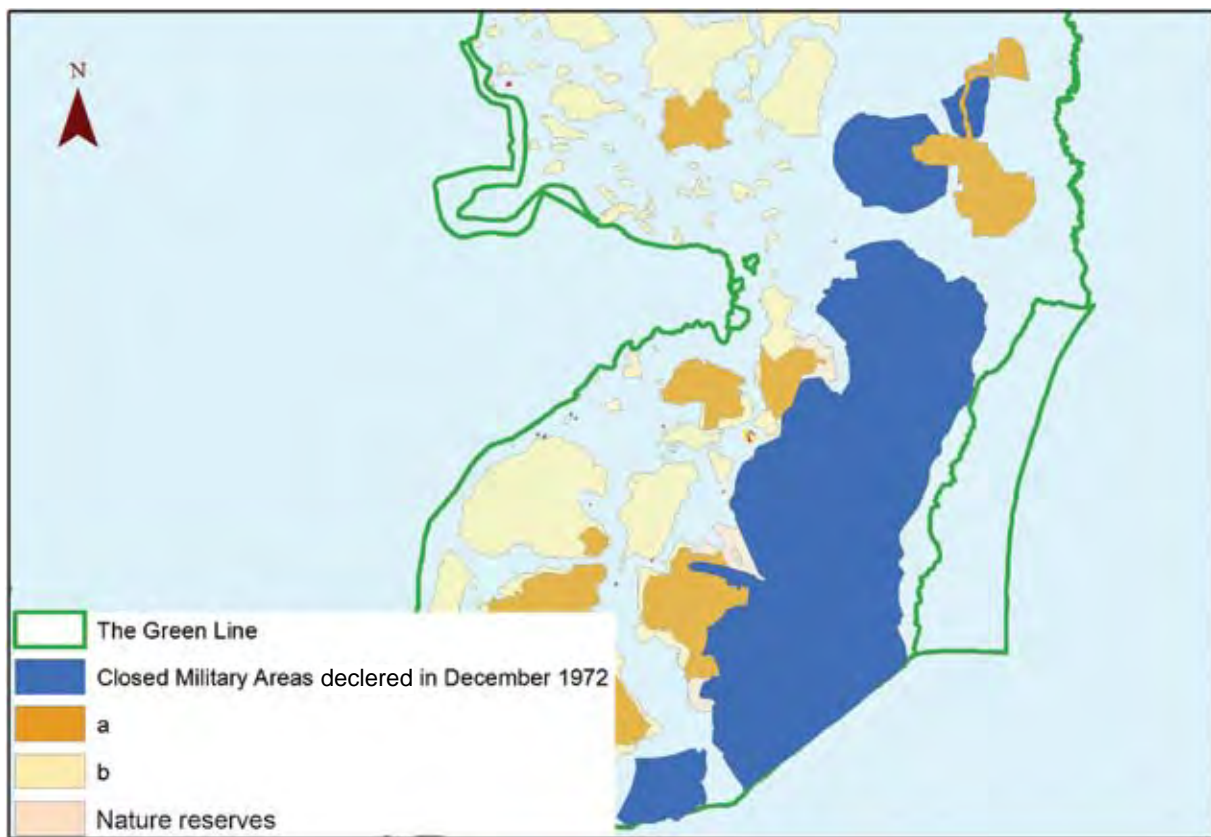 N
The Green Line
Closed Military Areas declered in December 1972
a
b
Nature reserves